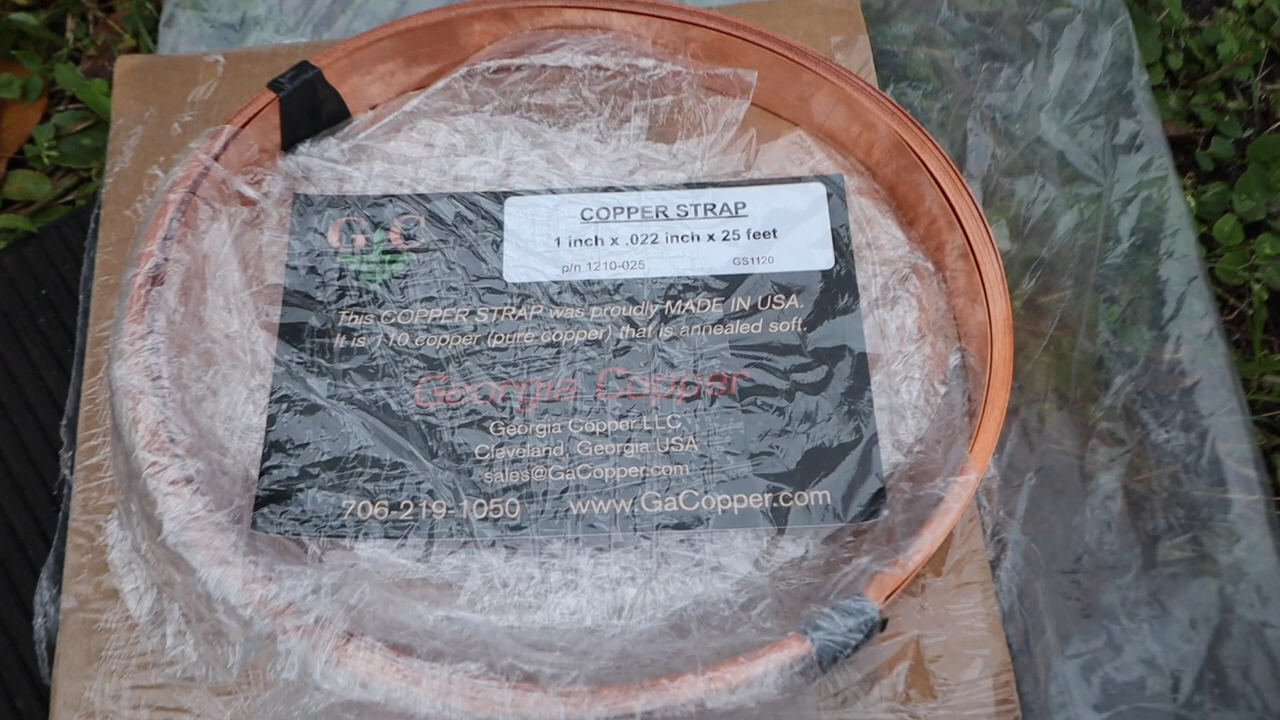 G C
COPPER STRAP
1 inch x .022 inch x 25 feet
p/n 1210-025 GS1120
This COPPER STRAP was proudly MADE IN USA.
It is 110 copper (pure copper) that is annealed soft.
Georgia Copper
Georgia Copper LLC
Cleveland, Georgia USA
sales@GaCopper.com
706-219-1050 www.GaCopper.com